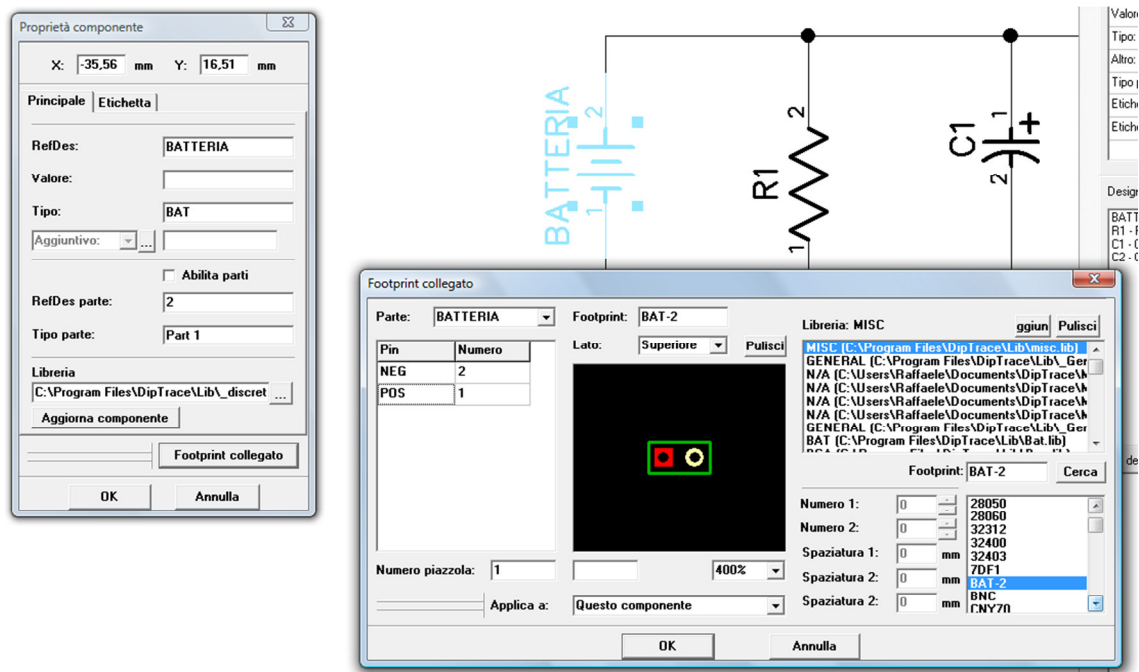 Proprietà componente
X: -35,56 mm Y: 16,51 mm
Principale Etichetta
RefDes: BATTERIA
Valore:
Tipo: BAT
Aggiuntivo: ...
Abilita parti
RefDes parte: 2
Tipo parte: Part 1
Libreria
C:\Program Files\DipTrace\Lib\_discret ...
Aggiorna componente
Footprint collegato
OK Annulla
BATTERIA
2
1
R1
2
1
C1
1
+
2
Valore
Tipo:
Altro:
Tipo p
Etiche
Etiche
Design
BATT
R1 - F
C1 - C
C2 - C
de
Footprint collegato
Parte: BATTERIA
Footprint: BAT-2
Lato: Superiore Pulisci
Pin Numero
NEG 2
POS 1
Numero piazzola: 1
400%
Applica a: Questo componente
Libreria: MISC ggiun Pulisci
MISC (C:\Program Files\DipTrace\Lib\misc.lib)
GENERAL (C:\Program Files\DipTrace\Lib\_Ger
N/A (C:\Users\Raffaele\Documents\DipTrace\M
N/A (C:\Users\Raffaele\Documents\DipTrace\M
N/A (C:\Users\Raffaele\Documents\DipTrace\M
N/A (C:\Users\Raffaele\Documents\DipTrace\M
GENERAL (C:\Program Files\DipTrace\Lib\_Ger
BAT (C:\Program Files\DipTrace\Lib\Bat.lib)
Footprint: BAT-2 Cerca
Numero 1: 0
Numero 2: 0
Spaziatura 1: 0 mm
Spaziatura 2: 0 mm
Spaziatura 2: 0 mm
28050
28060
32312
32400
32403
7DF1
BAT-2
BNC
CNY70
OK Annulla